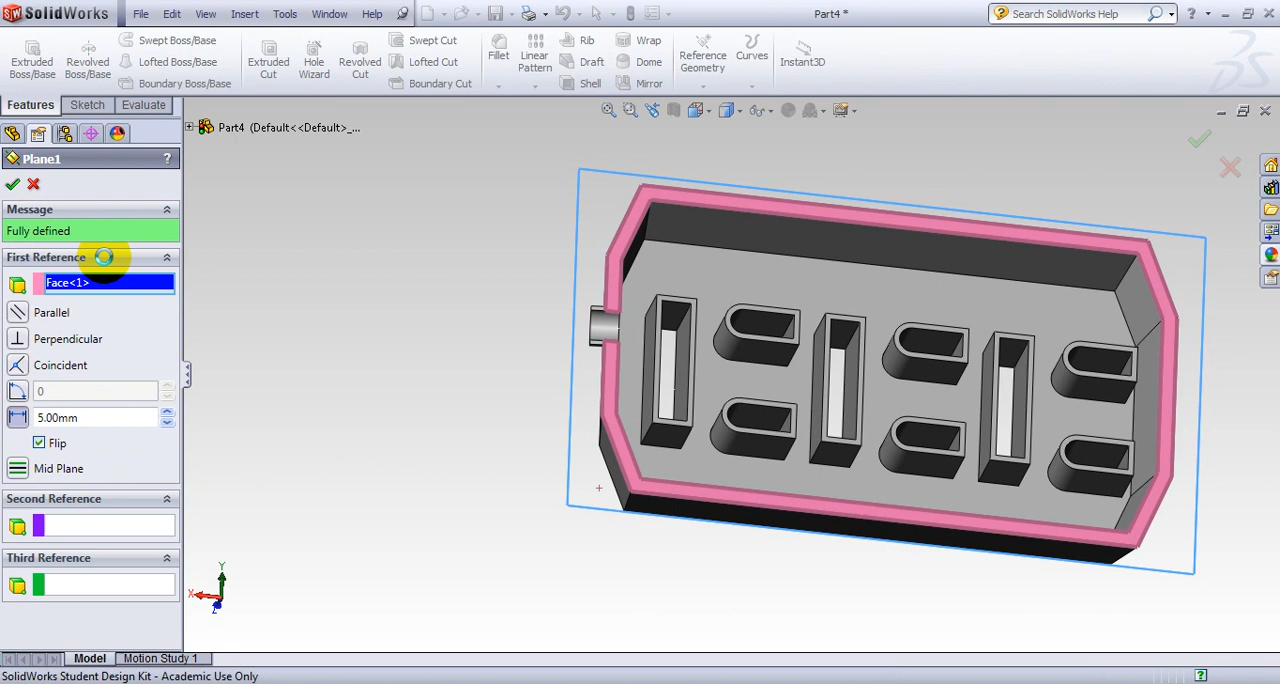 SolidWorks File Edit View Insert Tools Window Help Part4 * Search SolidWorks Help
Extruded Boss/Base
Revolved Boss/Base
Swept Boss/Base
Lofted Boss/Base
Boundary Boss/Base
Extruded Cut
Hole Wizard
Revolved Cut
Swept Cut
Lofted Cut
Boundary Cut
Fillet
Linear Pattern
Rib
Draft
Shell
Wrap
Dome
Mirror
Reference Geometry
Curves
Instant3D
Features Sketch Evaluate
Part4 (Default<<Default>_...
Plane1 ?
Message
Fully defined
First Reference
Face<1>
Parallel
Perpendicular
Coincident
0
5.00mm
Flip
Mid Plane
Second Reference
Third Reference
Y
X
Z
Model Motion Study 1
SolidWorks Student Design Kit - Academic Use Only